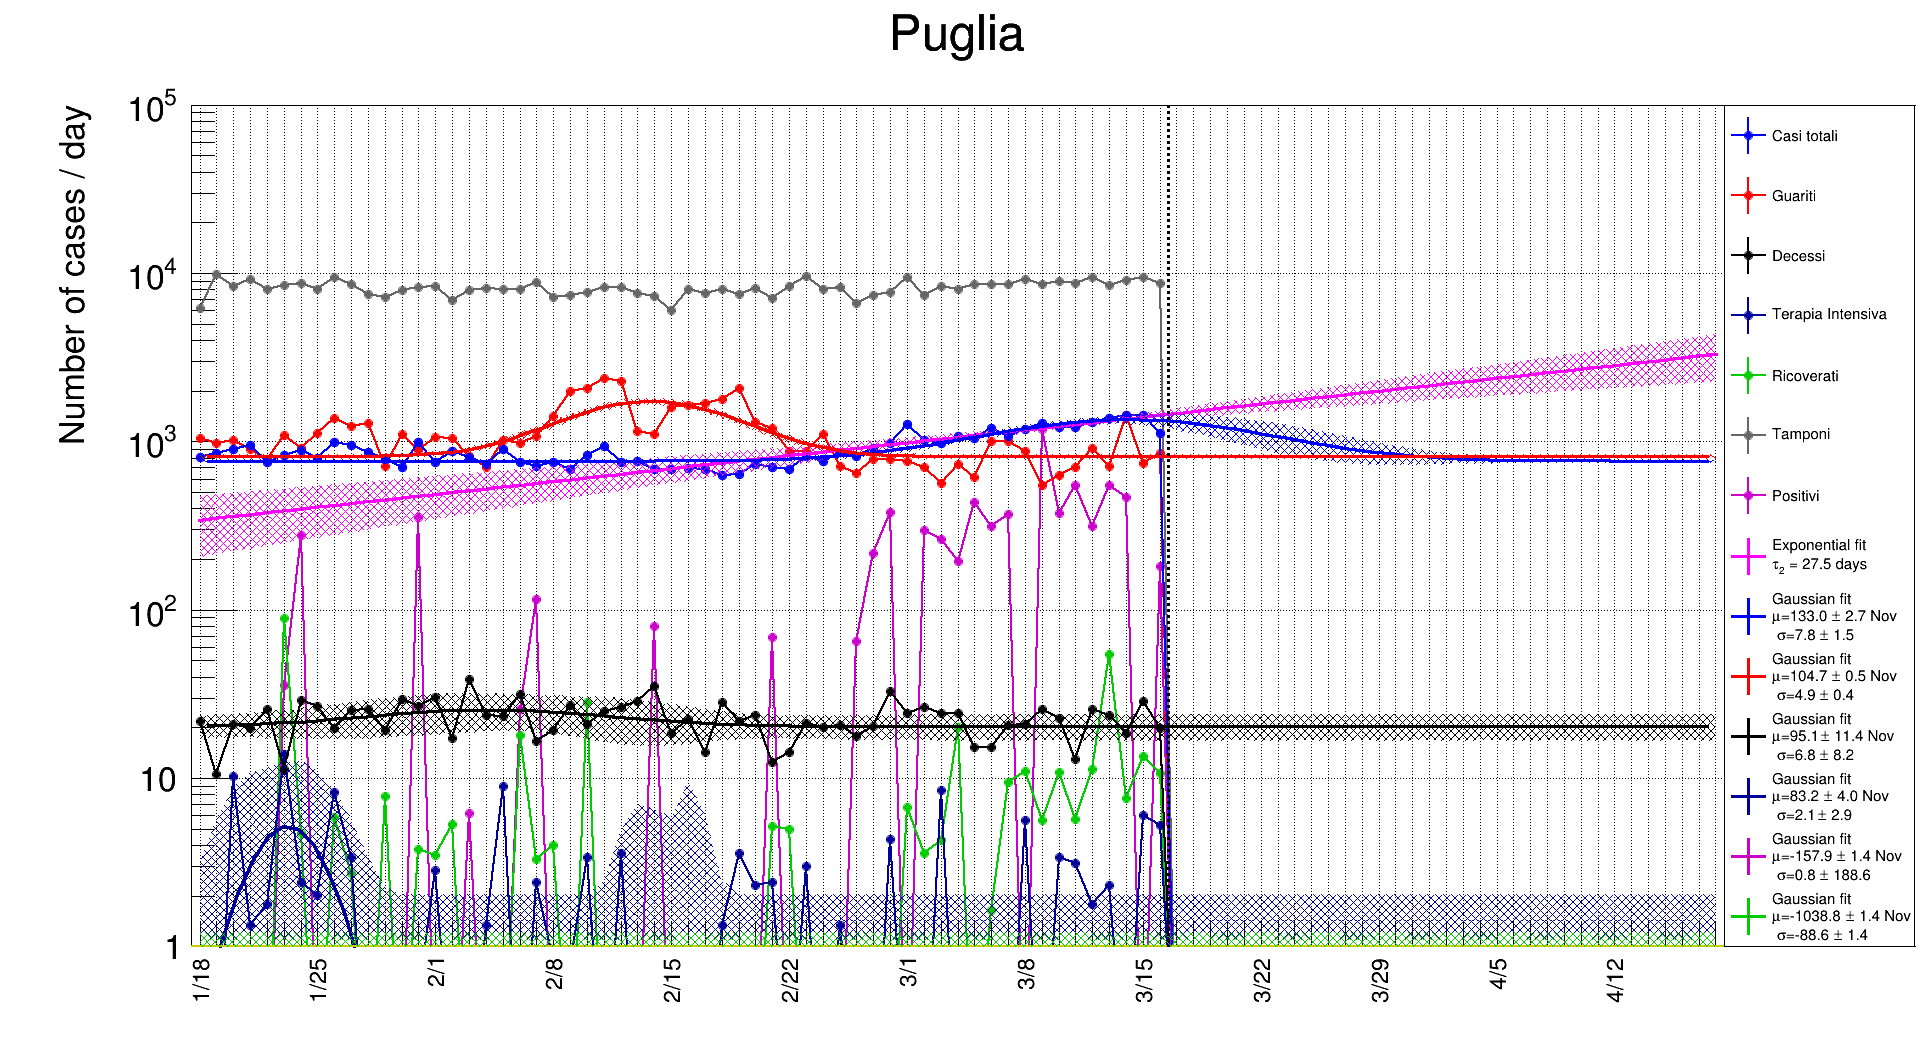 Puglia
Number of cases / day
10^5
10^4
10^3
10^2
10
1
1/18
1/25
2/1
2/8
2/15
2/22
3/1
3/8
3/15
3/22
3/29
4/5
4/12
Casi totali
Guariti
Decessi
Terapia Intensiva
Ricoverati
Tamponi
Positivi
Exponential fit
τ₂ = 27.5 days
Gaussian fit
μ=133.0 ± 2.7 Nov
σ=7.8 ± 1.5
Gaussian fit
μ=104.7 ± 0.5 Nov
σ=4.9 ± 0.4
Gaussian fit
μ=95.1 ± 11.4 Nov
σ=6.8 ± 8.2
Gaussian fit
μ=83.2 ± 4.0 Nov
σ=2.1 ± 2.9
Gaussian fit
μ=-157.9 ± 1.4 Nov
σ=0.8 ± 188.6
Gaussian fit
μ=-1038.8 ± 1.4 Nov
σ=-88.6 ± 1.4